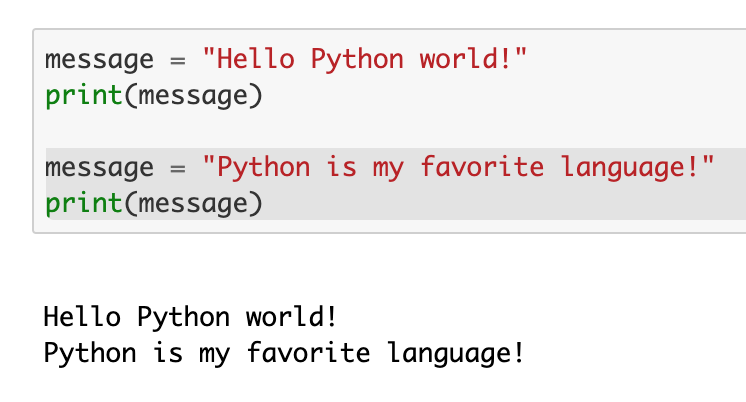 message = "Hello Python world!"
print(message)
message = "Python is my favorite language!"
print(message)
Hello Python world!
Python is my favorite language!